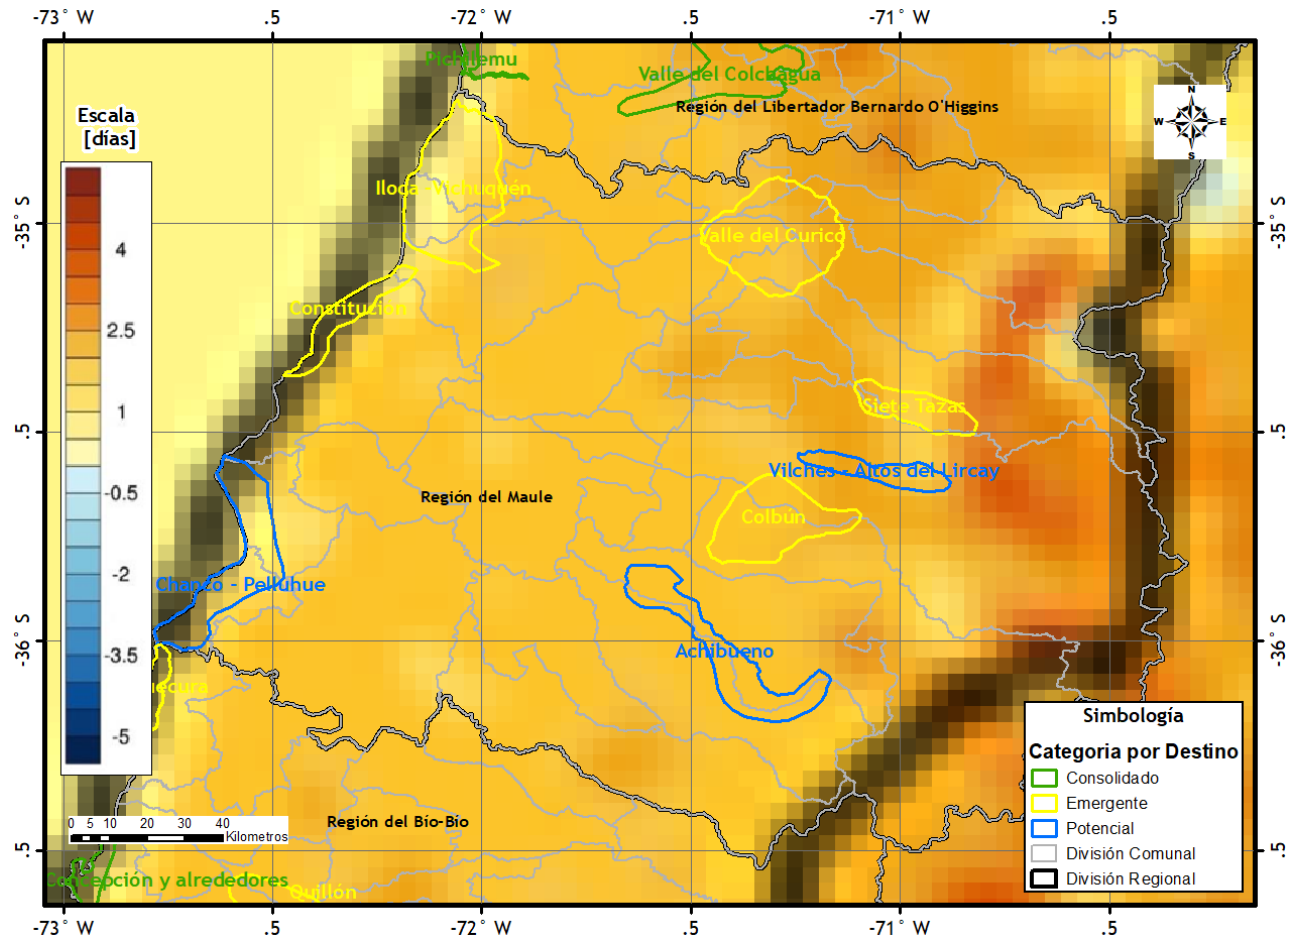 -73° W
.5
-72° W
.5
-71° W
.5
Pichilemu
Valle del Colchagua
Región del Libertador Bernardo O'Higgins
N
W
E
S
Escala
[días]
4
2.5
1
-0.5
-2
-3.5
-5
Iloca -Vichuquén
-35° S
-35° S
Valle del Curicó
Constitución
Siete Tazas
.5
.5
Vilches - Altos del Lircay
Región del Maule
Colbún
Chanco - Pelluhue
-36° S
-36° S
Achibueno
ecura
Simbología
Categoria por Destino
Consolidado
Emergente
Potencial
División Comunal
División Regional
0 5 10 20 30 40
Kilometros
Región del Bío-Bío
.5
.5
Concepción y alrededores
Quillón
-73° W
.5
-72° W
.5
-71° W
.5